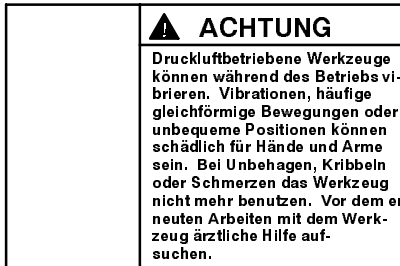 ACHTUNG
Druckluftbetriebene Werkzeuge
können während des Betriebs vi-
brieren. Vibrationen, häufige
gleichförmige Bewegungen oder
unbequeme Positionen können
schädlich für Hände und Arme
sein. Bei Unbehagen, Kribbeln
oder Schmerzen das Werkzeug
nicht mehr benutzen. Vor dem er
neuten Arbeiten mit dem Werk-
zeug ärztliche Hilfe auf-
suchen.